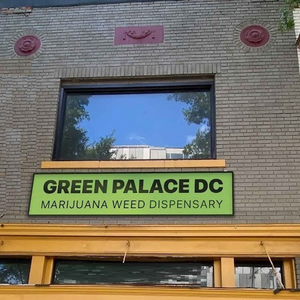 GREEN PALACE DC
MARIJUANA WEED DISPENSARY